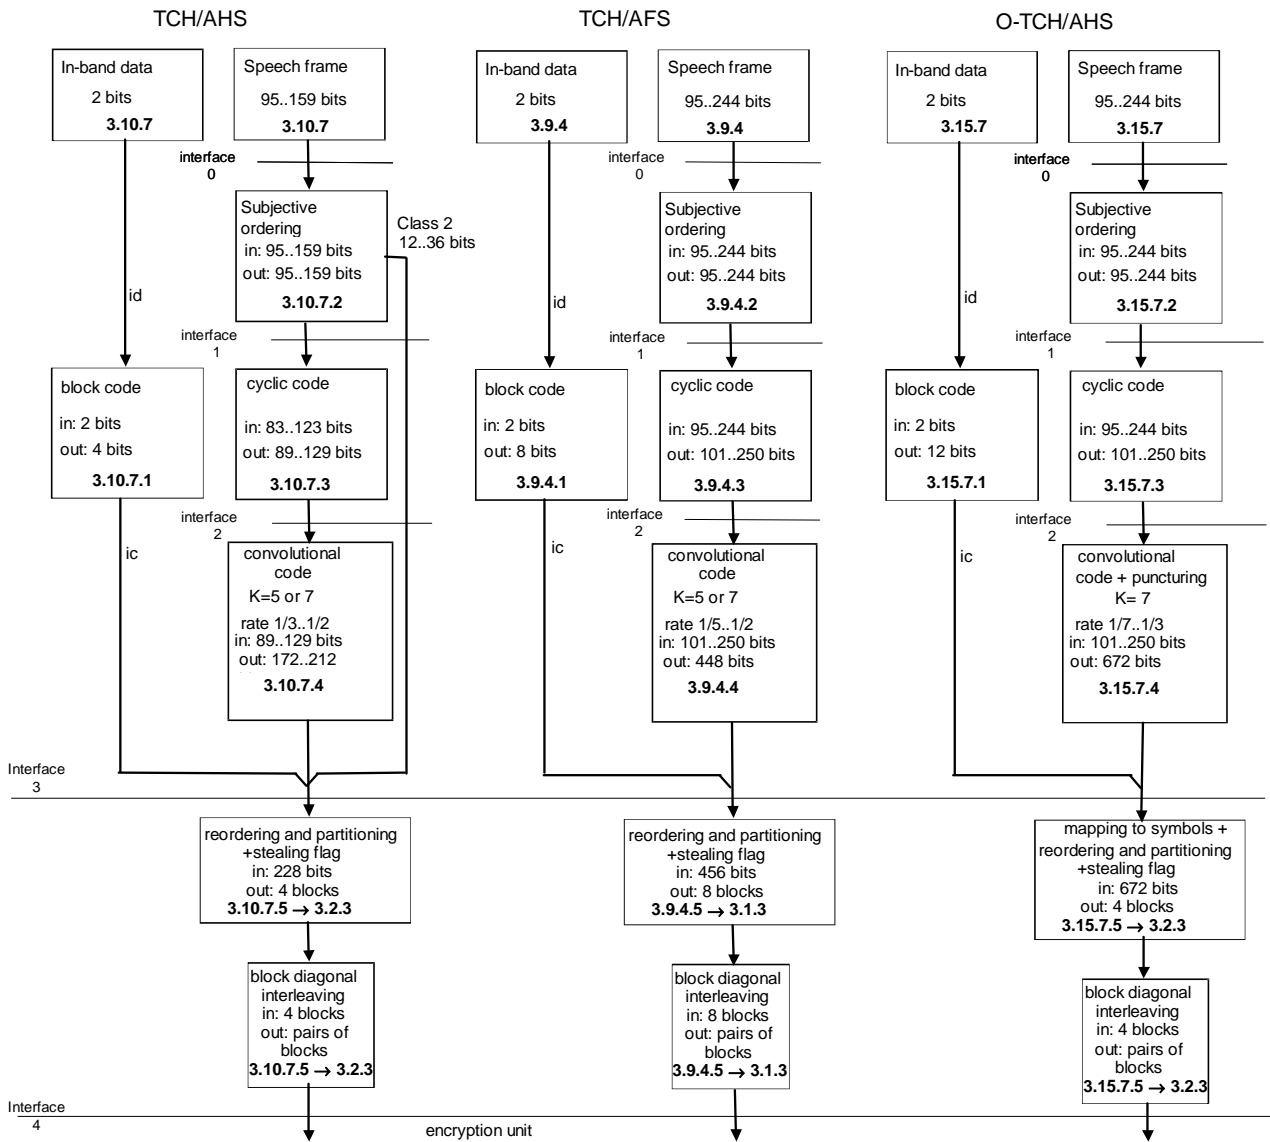 TCH/AHS
In-band data
2 bits
3.10.7
Speech frame
95..159 bits
3.10.7
interface
0
Subjective
ordering
in: 95..159 bits
out: 95..159 bits
3.10.7.2
Class 2
12..36 bits
id
interface
1
block code
in: 2 bits
out: 4 bits
3.10.7.1
cyclic code
in: 83..123 bits
out: 89..129 bits
3.10.7.3
interface
2
ic
convolutional
code
K=5 or 7
rate 1/3..1/2
in: 89..129 bits
out: 172..212
3.10.7.4
Interface
3
reordering and partitioning
+stealing flag
in: 228 bits
out: 4 blocks
3.10.7.5 → 3.2.3
block diagonal
interleaving
in: 4 blocks
out: pairs of
blocks
3.10.7.5 → 3.2.3
Interface
4
TCH/AFS
In-band data
2 bits
3.9.4
Speech frame
95..244 bits
3.9.4
interface
0
Subjective
ordering
in: 95..244 bits
out: 95..244 bits
3.9.4.2
id
interface
1
block code
in: 2 bits
out: 8 bits
3.9.4.1
cyclic code
in: 95..244 bits
out: 101..250 bits
3.9.4.3
interface
2
ic
convolutional
code
K=5 or 7
rate 1/5..1/2
in: 101..250 bits
out: 448 bits
3.9.4.4
reordering and partitioning
+stealing flag
in: 456 bits
out: 8 blocks
3.9.4.5 → 3.1.3
block diagonal
interleaving
in: 8 blocks
out: pairs of
blocks
3.9.4.5 → 3.1.3
encryption unit
O-TCH/AHS
In-band data
2 bits
3.15.7
Speech frame
95..244 bits
3.15.7
interface
0
Subjective
ordering
in: 95..244 bits
out: 95..244 bits
3.15.7.2
id
interface
1
block code
in: 2 bits
out: 12 bits
3.15.7.1
cyclic code
in: 95..244 bits
out: 101..250 bits
3.15.7.3
interface
2
ic
convolutional
code + puncturing
K= 7
rate 1/7..1/3
in: 101..250 bits
out: 672 bits
3.15.7.4
mapping to symbols +
reordering and partitioning
+stealing flag
in: 672 bits
out: 4 blocks
3.15.7.5 → 3.2.3
block diagonal
interleaving
in: 4 blocks
out: pairs of
blocks
3.15.7.5 → 3.2.3